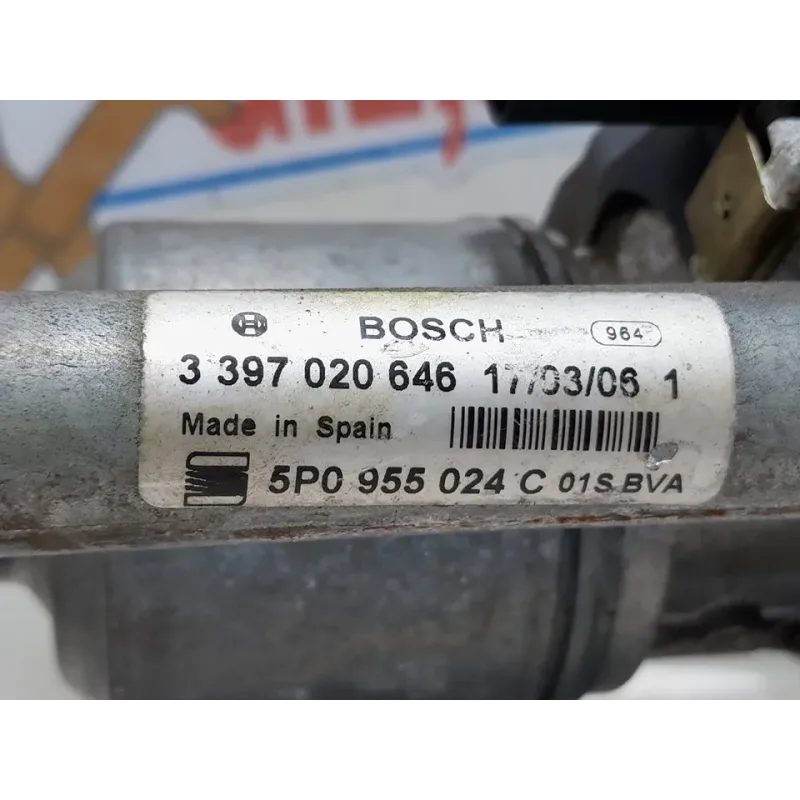 BOSCH 964
3 397 020 646 17/03/06 1
Made in Spain
5P0 955 024 C 01S BVA